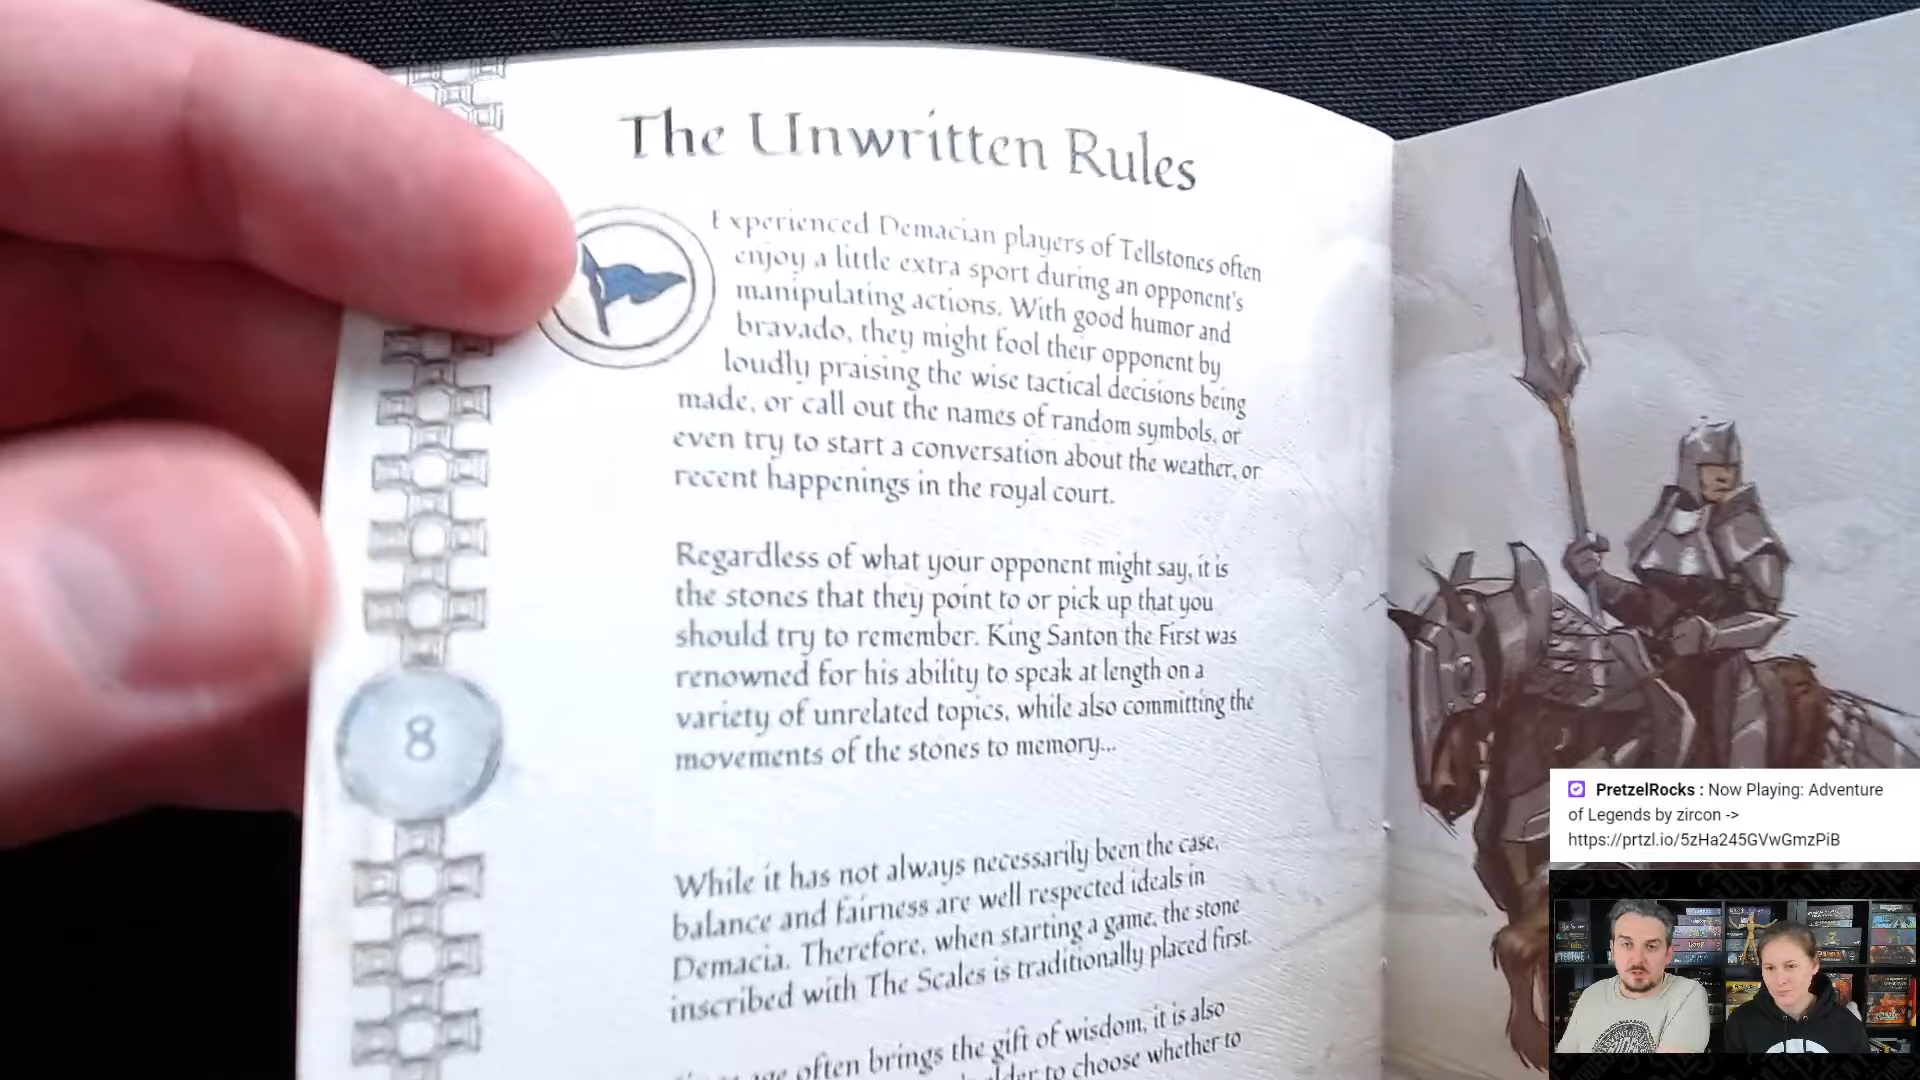 The Unwritten Rules
Experienced Demacian players of Tellstones often
enjoy a little extra sport during an opponent's
manipulating actions. With good humor and
bravado, they might fool their opponent by
loudly praising the wise tactical decisions being
made, or call out the names of random symbols, or
even try to start a conversation about the weather, or
recent happenings in the royal court.
Regardless of what your opponent might say, it is
the stones that they point to or pick up that you
should try to remember. King Santon the First was
renowned for his ability to speak at length on a
variety of unrelated topics, while also committing the
movements of the stones to memory...
8
While it has not always necessarily been the case,
balance and fairness are well respected ideals in
Demacia. Therefore, when starting a game, the stone
inscribed with The Scales is traditionally placed first.
age often brings the gift of wisdom, it is also
to choose whether to
PretzelRocks : Now Playing: Adventure
of Legends by zircon ->
https://prtzl.io/5zHa245GVwGmzPiB